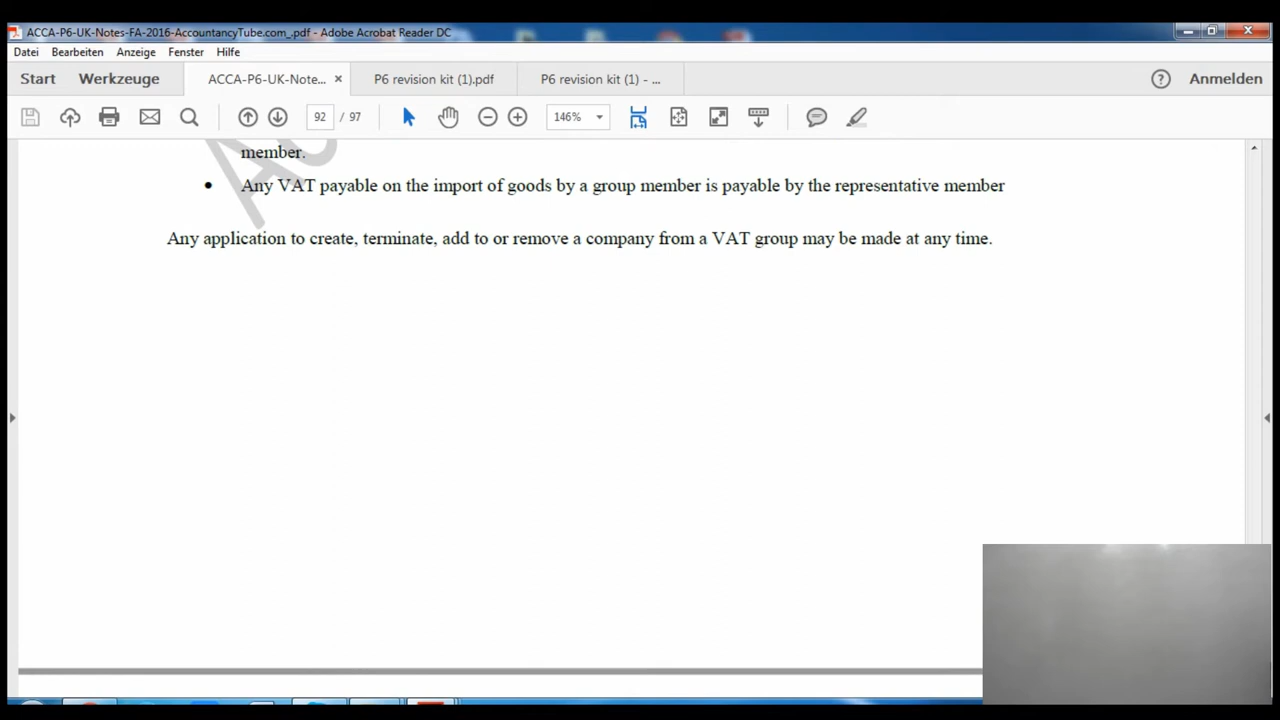 ACCA-P6-UK-Notes-FA-2016-AccountancyTube.com_.pdf - Adobe Acrobat Reader DC
Datei Bearbeiten Anzeige Fenster Hilfe
Start Werkzeuge ACCA-P6-UK-Note... × P6 revision kit (1).pdf P6 revision kit (1) - ... ? Anmelden
92 / 97 146%
member.
• Any VAT payable on the import of goods by a group member is payable by the representative member
Any application to create, terminate, add to or remove a company from a VAT group may be made at any time.